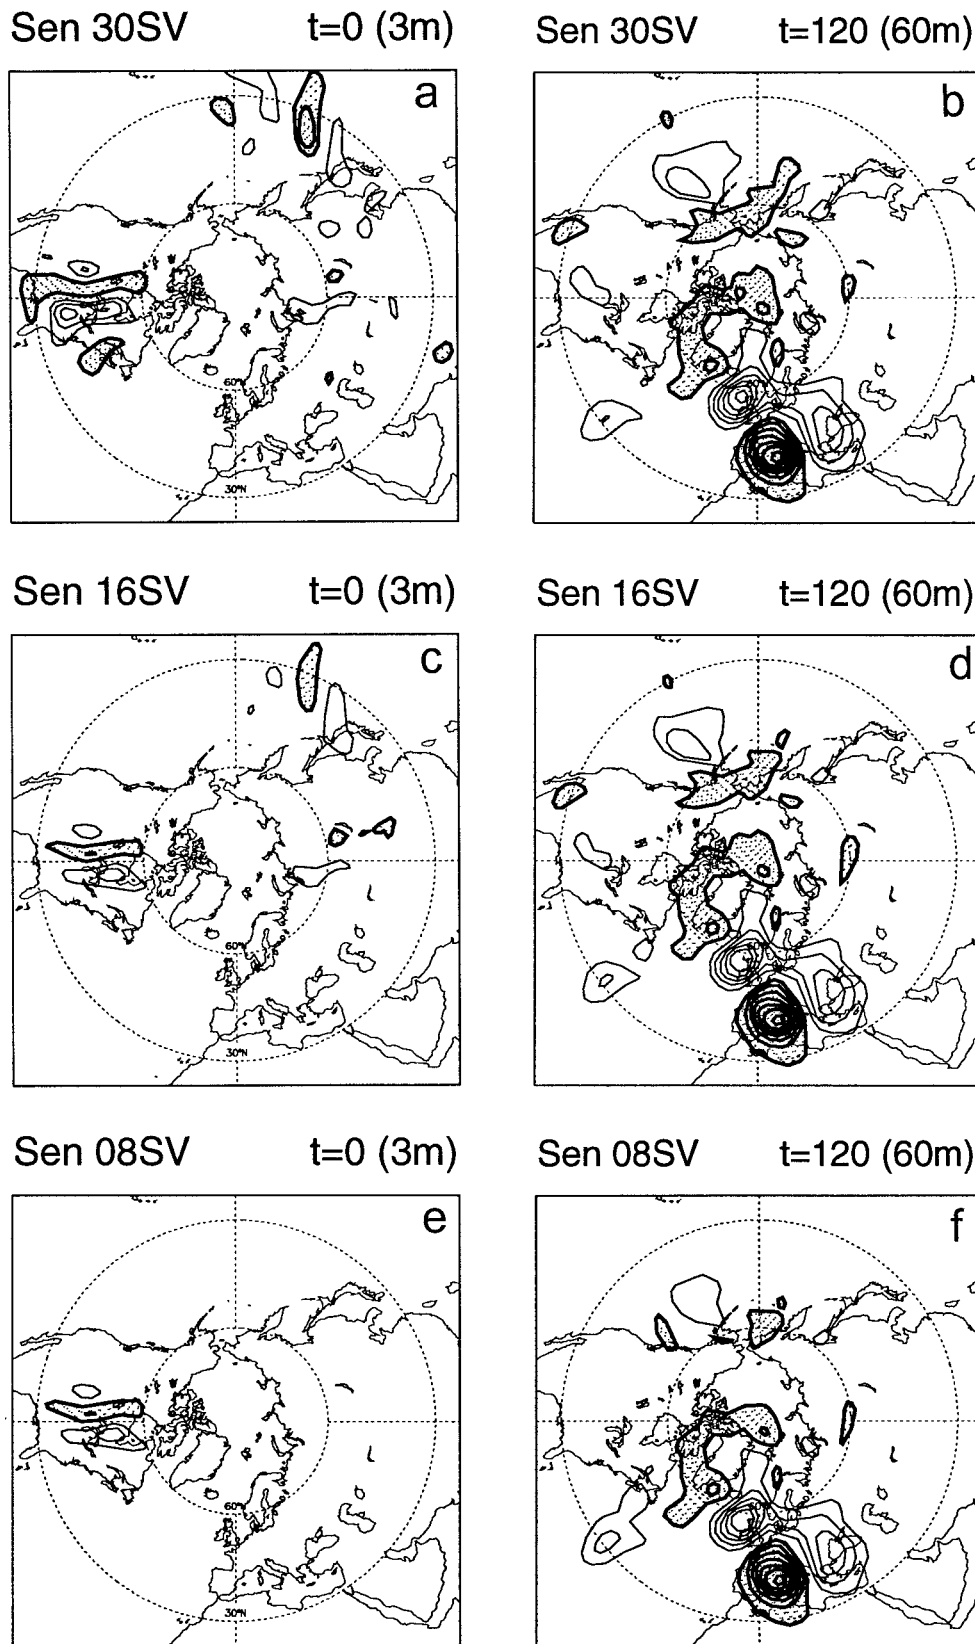 Sen 30SV t=0 (3m) Sen 30SV t=120 (60m)
a b
60°N
30°N
Sen 16SV t=0 (3m) Sen 16SV t=120 (60m)
c d
60°N
30°N
Sen 08SV t=0 (3m) Sen 08SV t=120 (60m)
e f
60°N
30°N